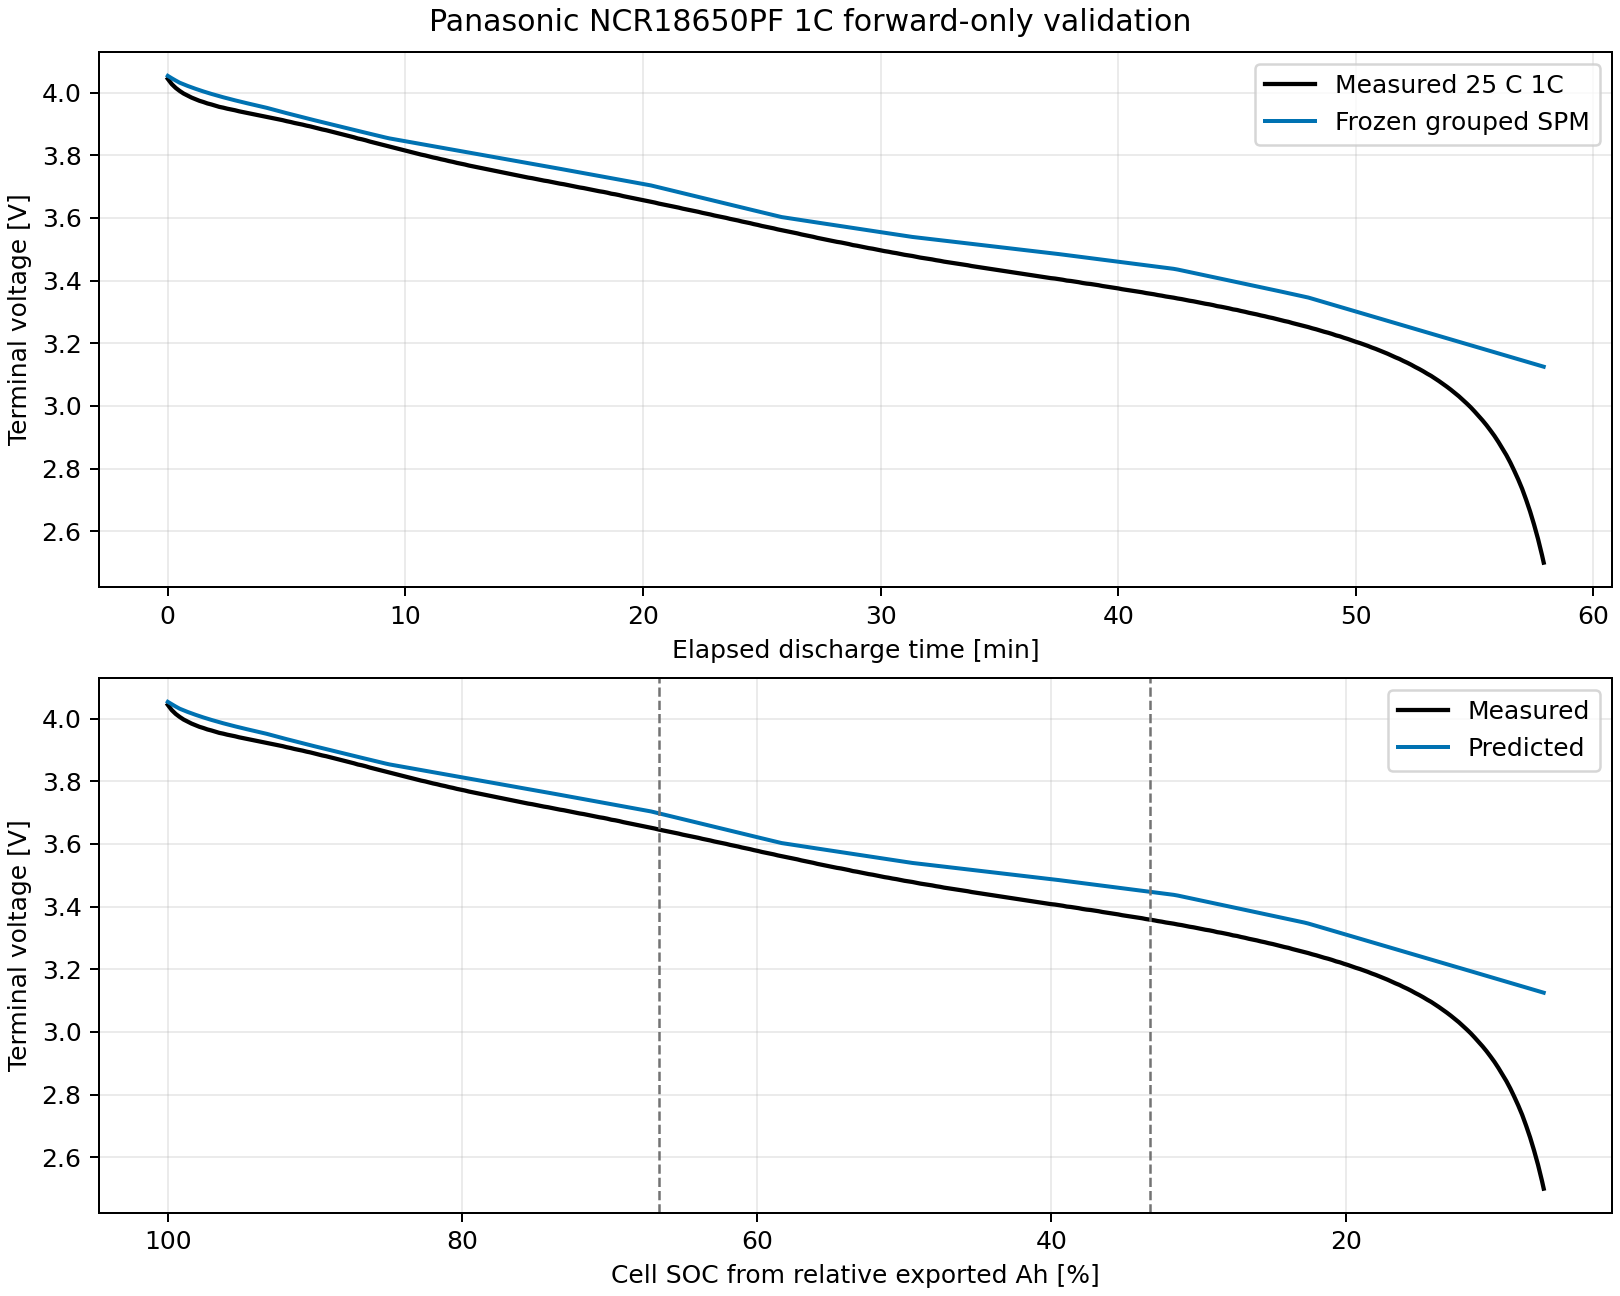 Panasonic NCR18650PF 1C forward-only validation
Terminal voltage [V]
4.0
3.8
3.6
3.4
3.2
3.0
2.8
2.6
Measured 25 C 1C
Frozen grouped SPM
0 10 20 30 40 50 60
Elapsed discharge time [min]
Terminal voltage [V]
4.0
3.8
3.6
3.4
3.2
3.0
2.8
2.6
Measured
Predicted
100 80 60 40 20
Cell SOC from relative exported Ah [%]